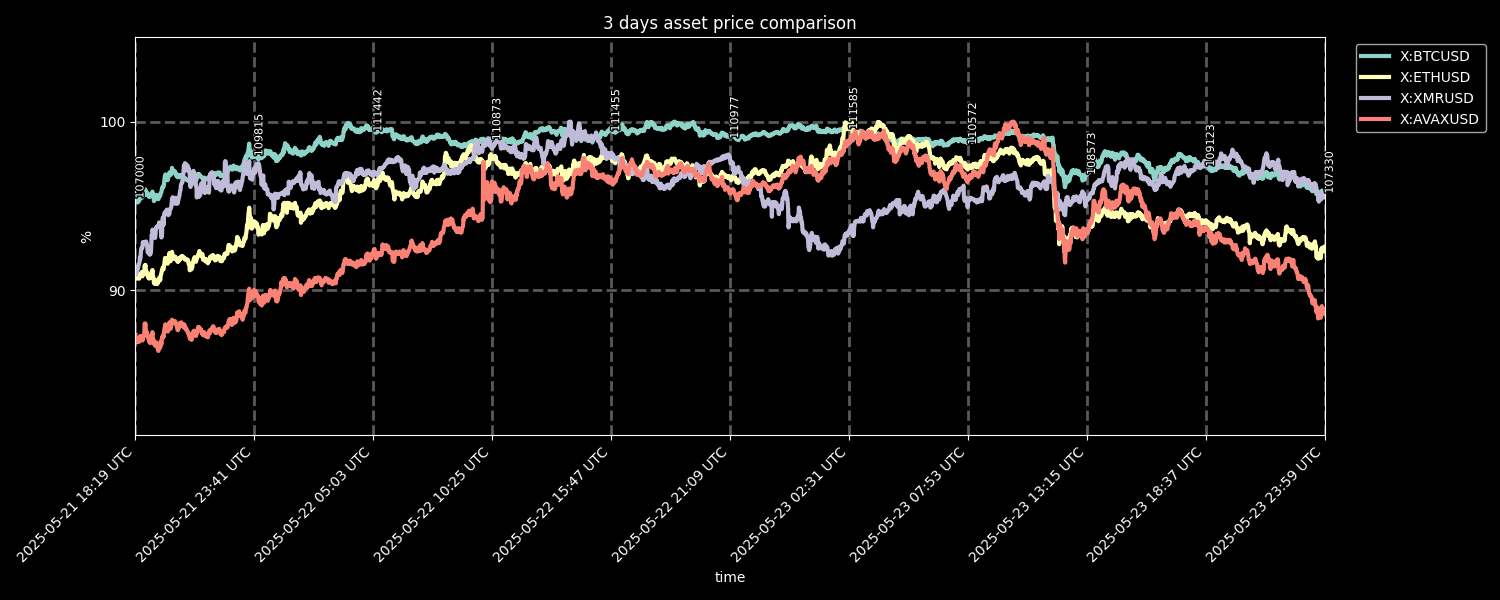 3 days asset price comparison
X:BTCUSD
X:ETHUSD
X:XMRUSD
X:AVAXUSD
%
100
90
107000
109815
111442
110873
111455
110977
111585
110572
108573
109123
107330
2025-05-21 18:19 UTC
2025-05-21 23:41 UTC
2025-05-22 05:03 UTC
2025-05-22 10:25 UTC
2025-05-22 15:47 UTC
2025-05-22 21:09 UTC
2025-05-23 02:31 UTC
2025-05-23 07:53 UTC
2025-05-23 13:15 UTC
2025-05-23 18:37 UTC
2025-05-23 23:59 UTC
time